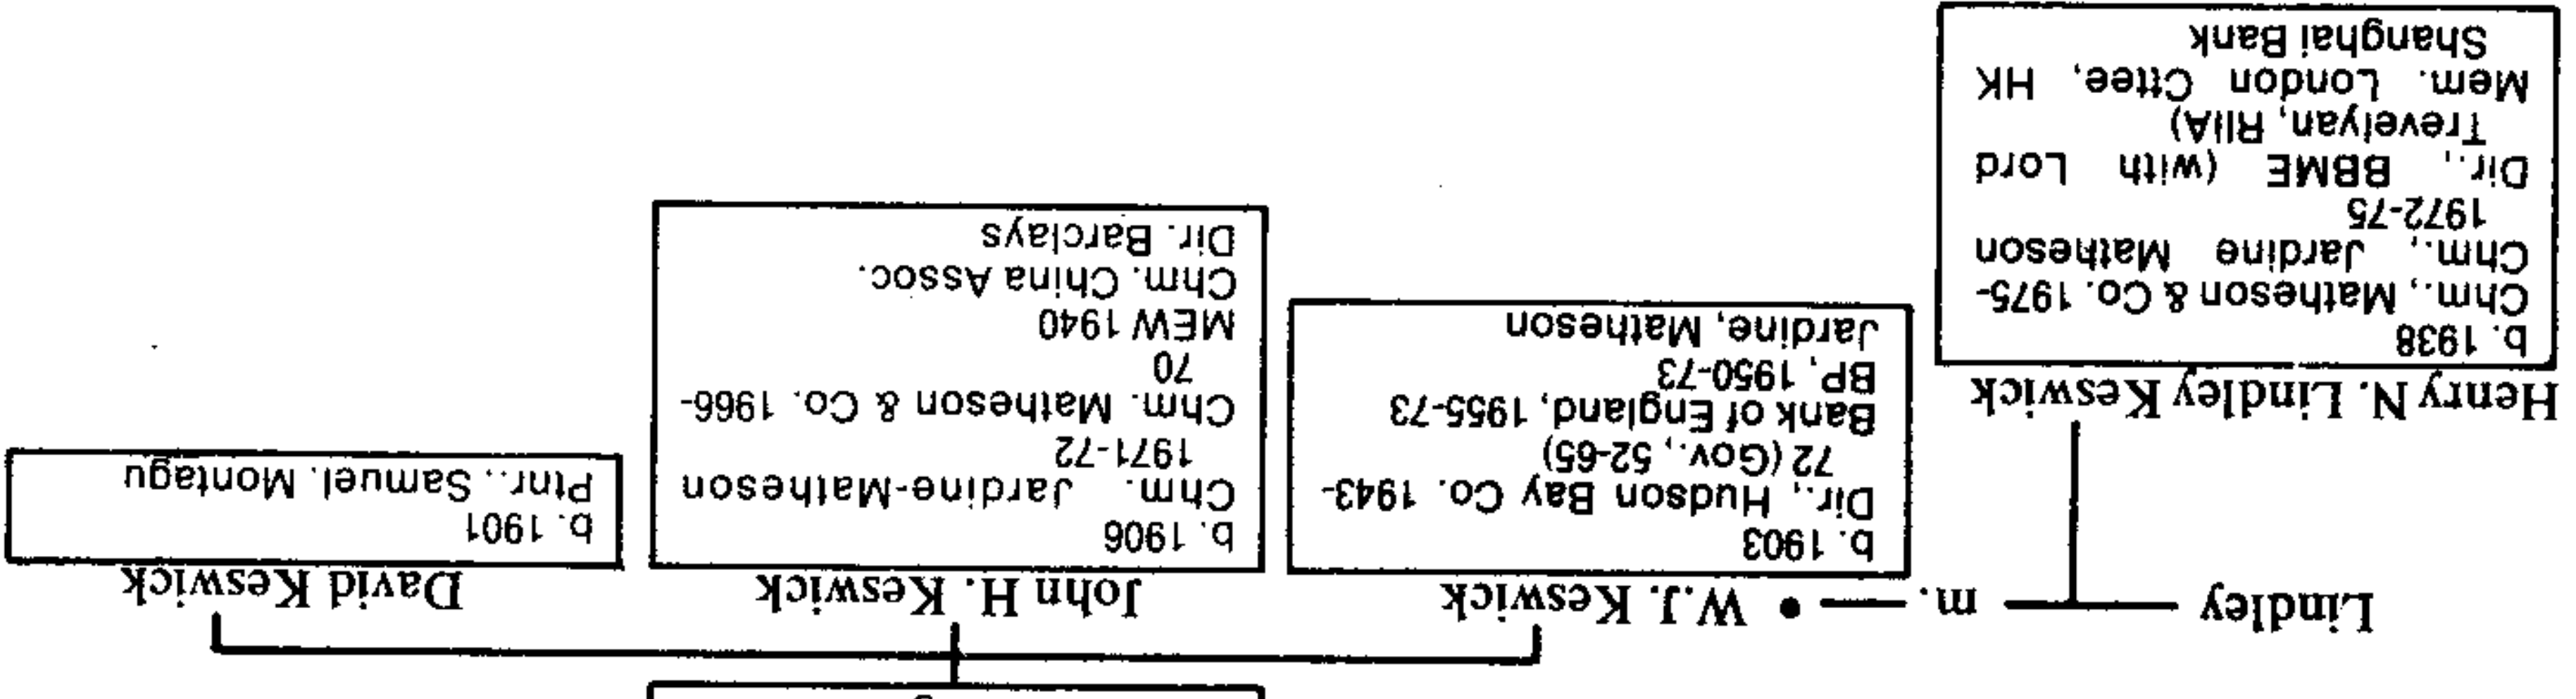 Lindley — m. — • W.J. Keswick
b. 1903
Dir., Hudson Bay Co. 1943-
72 (Gov., 52-65)
Bank of England, 1955-73
BP, 1950-73
Jardine, Matheson
John H. Keswick
b. 1906
Chm. Jardine-Matheson
1971-72
Chm. Matheson & Co. 1966-
70
MEW 1940
Chm. China Assoc.
Dir. Barclays
David Keswick
b. 1901
Ptnr., Samuel. Montagu
Henry N. Lindley Keswick
b. 1938
Chm., Matheson & Co. 1975-
Chm., Jardine Matheson
1972-75
Dir., BBME (with Lord
Trevelyan, RIIA)
Mem. London Cttee, HK
Shanghai Bank